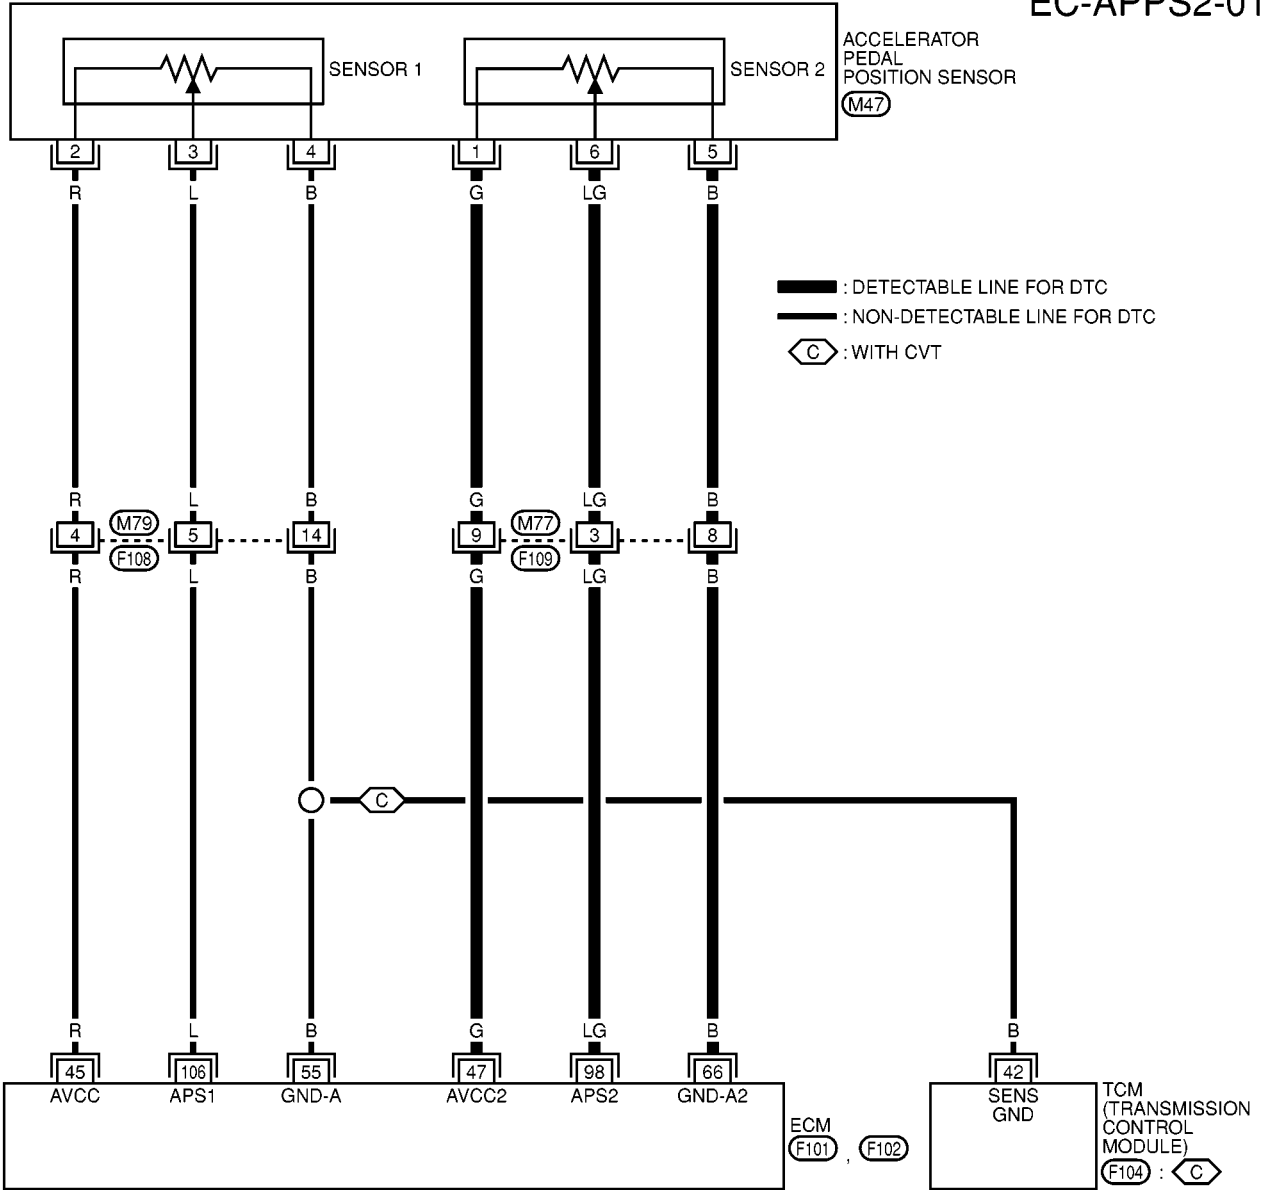 EC-APPS2-01
SENSOR 1
SENSOR 2
ACCELERATOR
PEDAL
POSITION SENSOR
M47
2 3 4 1 6 5
R L B G LG B
: DETECTABLE LINE FOR DTC
: NON-DETECTABLE LINE FOR DTC
C : WITH CVT
R L B G LG B
M79 M77
4 5 14 9 3 8
F108 F109
R L B G LG B
C
R L B G LG B B
45 106 55 47 98 66 42
AVCC APS1 GND-A AVCC2 APS2 GND-A2
SENS
GND
ECM
F101 , F102
TCM
(TRANSMISSION
CONTROL
MODULE)
F104 : C